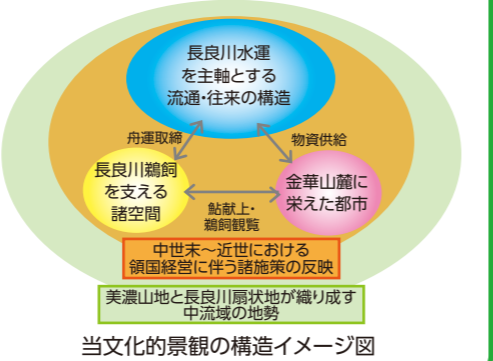 長良川水運
を主軸とする
流通・往来の構造
舟運取締
物資供給
長良川鵜飼
を支える
諸空間
金華山麓に
栄えた都市
鮎献上・
鵜飼観覧
中世末～近世における
領国経営に伴う諸施策の反映
美濃山地と長良川扇状地が織り成す
中流域の地勢
当文化的景観の構造イメージ図